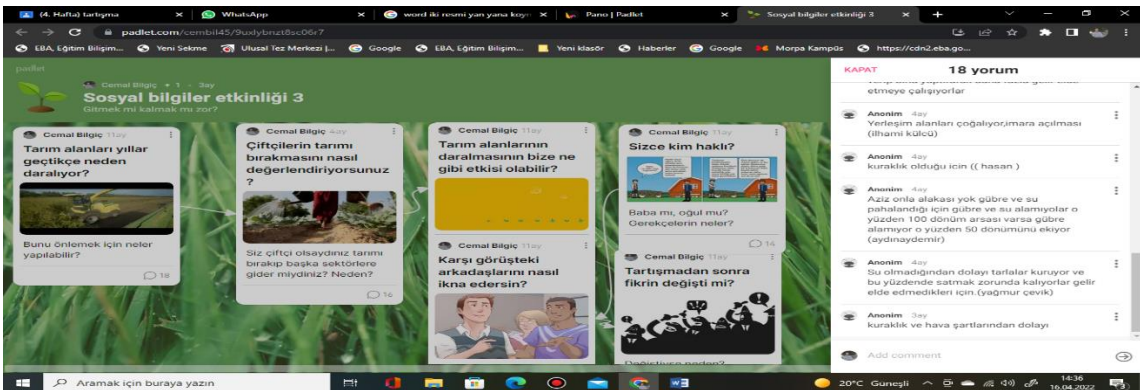 (4. Hafta) tartışma
WhatsApp
word iki resmi yan yana koym
Pano | Padlet
Sosyal bilgiler etkinliği 3
padlet.com/cembil45/9uxlybnzt8sc06r7
EBA, Eğitim Bilişim...
Yeni Sekme
Ulusal Tez Merkezi |...
Google
EBA, Eğitim Bilişim...
Yeni klasör
Haberler
Google
Morpa Kampüs
https://cdn2.eba.go...
padlet
Cemal Bilgiç + 1 · 3ay
Sosyal bilgiler etkinliği 3
Gitmek mi kalmak mı zor?
Cemal Bilgiç 11ay
Tarım alanları yıllar
geçtikçe neden
daralıyor?
Bunu önlemek için neler
yapılabilir?
18
Cemal Bilgiç 4ay
Çiftçilerin tarımı
bırakmasını nasıl
değerlendiriyorsunuz
?
Siz çiftçi olsaydınız tarımı
bırakıp başka sektörlere
gider miydiniz? Neden?
16
Cemal Bilgiç 11ay
Tarım alanlarının
daralmasının bize ne
gibi etkisi olabilir?
Cemal Bilgiç 11ay
Karşı görüşteki
arkadaşlarını nasıl
ikna edersin?
Cemal Bilgiç 11ay
Sizce kim haklı?
Baba mı, oğul mu?
Gerekçelerin neler?
14
Cemal Bilgiç 11ay
Tartışmadan sonra
fikrin değişti mi?
Değiştiyse neden?
KAPAT
18 yorum
etmeye çalışıyorlar
Anonim 4ay
Yerleşim alanları çoğalıyor,imara açılması
(ilhami külcü)
Anonim 4ay
kuraklık olduğu icin (( hasan )
Anonim 4ay
Aziz onla alakası yok gübre ve su
pahalandığı için gübre ve su alamıyolar o
yüzden 100 dönüm arsası varsa gübre
alamıyor o yüzden 50 dönümünü ekiyor
(aydınaydemir)
Anonim 4ay
Su olmadığından dolayı tarlalar kuruyor ve
bu yüzdende satmak zorunda kalıyorlar gelir
elde edmedikleri için.(yağmur çevik)
Anonim 3ay
kuraklık ve hava şartlarından dolayı
Add comment
Aramak için buraya yazın
20°C Güneşli
14:36
16.04.2022